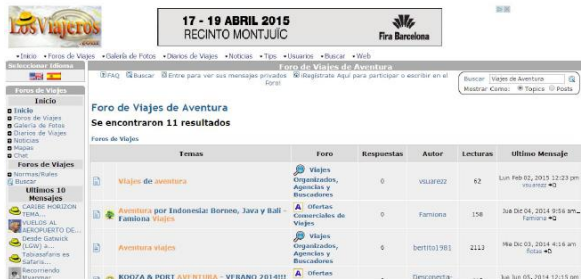 LosViajeros
.com
17 - 19 ABRIL 2015
RECINTO MONTJUÏC
Fira Barcelona
•Inicio •Foros de Viajes •Galería de Fotos •Diarios de Viajes •Noticias •Tips •Usuarios •Buscar •Web
Seleccionar Idioma
Foro de Viajes de Aventura
FAQ Buscar Entre para ver sus mensajes privados Regístrate Aquí para participar o escribir en el
Foro!
Buscar Viajes de Aventura
Mostrar Como: Topics Posts
Foros de Viajes
Inicio
Inicio
Foros de Viajes
Galería de Fotos
Diarios de Viajes
Noticias
Mapas
Chat
Foros de Viajes
Normas/Rules
Buscar
Ultimos 10
Mensajes
CARIBE HORIZON
TEMA...
VUELOS AL
AEROPUERTO DE...
Desde Gatwick
(LGW) a...
Tabiasafaris es
Safaris...
Recorriendo
Foro de Viajes de Aventura
Se encontraron 11 resultados
Foros de Viajes
Temas Foro Respuestas Autor Lecturas Ultimo Mensaje
Viajes de aventura
Viajes
Organizados,
Agencias y
Buscadores
0 vsuarezz 62 Lun Feb 02, 2015 12:23 pm
vsuarezz
Aventura por Indonesia: Borneo, Java y Bali -
Famiona Viajes
Ofertas
Comerciales de
Viajes
0 Famiona 158 Jue Dic 04, 2014 9:56 am
Famiona
Aventura viajes
Viajes
Organizados,
Agencias y
Buscadores
6 bertito1981 2113 Mie Dic 03, 2014 4:16 am
flotas
KOOZA & PORT AVENTURA - VERANO 2014!!!
Ofertas
Desconecta-
Jue Jun 05, 2014 12:15 pm